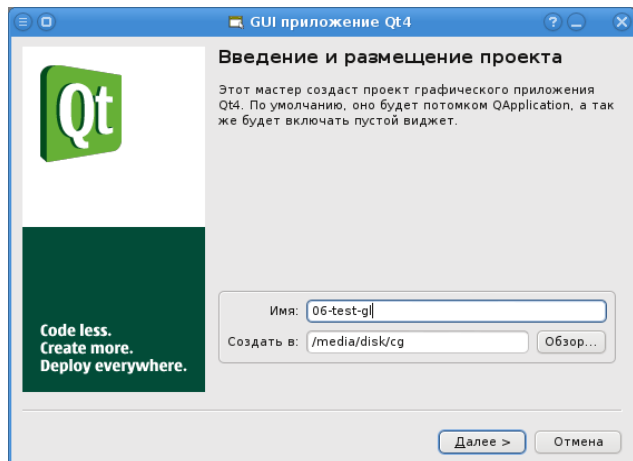 GUI приложение Qt4
Qt
Введение и размещение проекта
Этот мастер создаст проект графического приложения
Qt4. По умолчанию, оно будет потомком QApplication, а так
же будет включать пустой виджет.
Имя: 06-test-gl
Создать в: /media/disk/cg Обзор...
Code less.
Create more.
Deploy everywhere.
Далее > Отмена